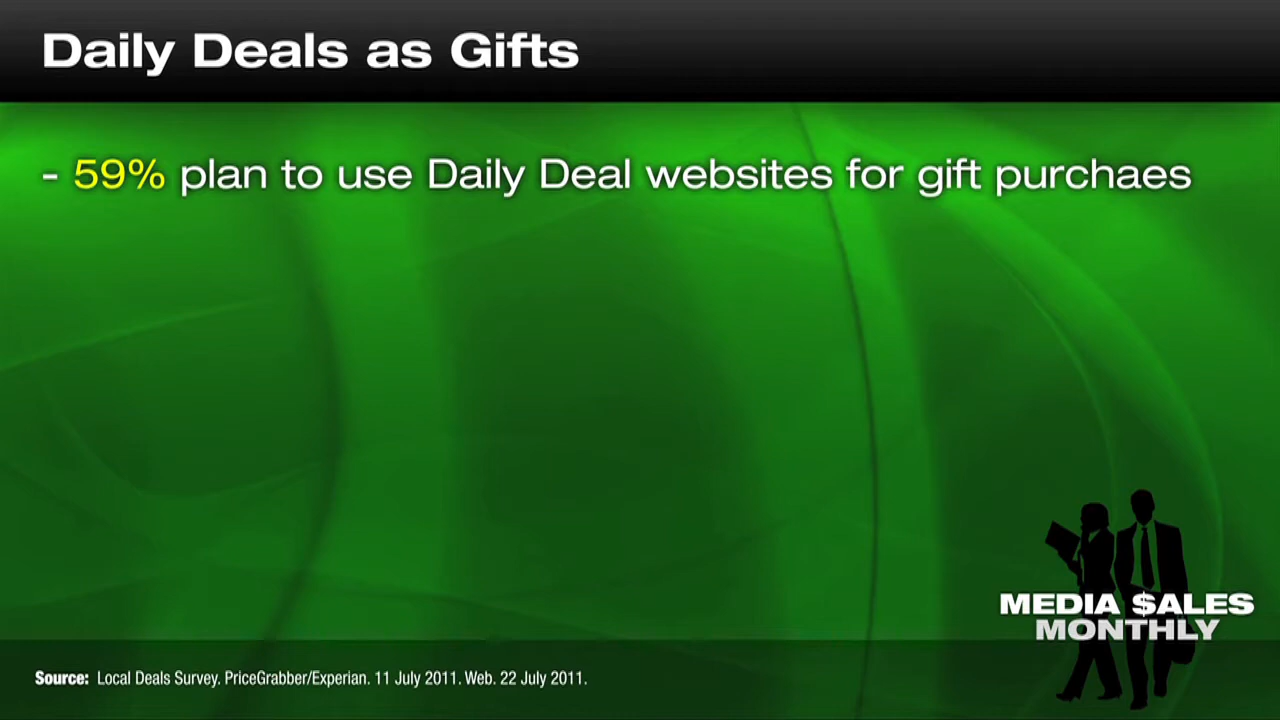 Daily Deals as Gifts
- 59% plan to use Daily Deal websites for gift purchaes
MEDIA $ALES
MONTHLY
Source: Local Deals Survey. PriceGrabber/Experian. 11 July 2011. Web. 22 July 2011.